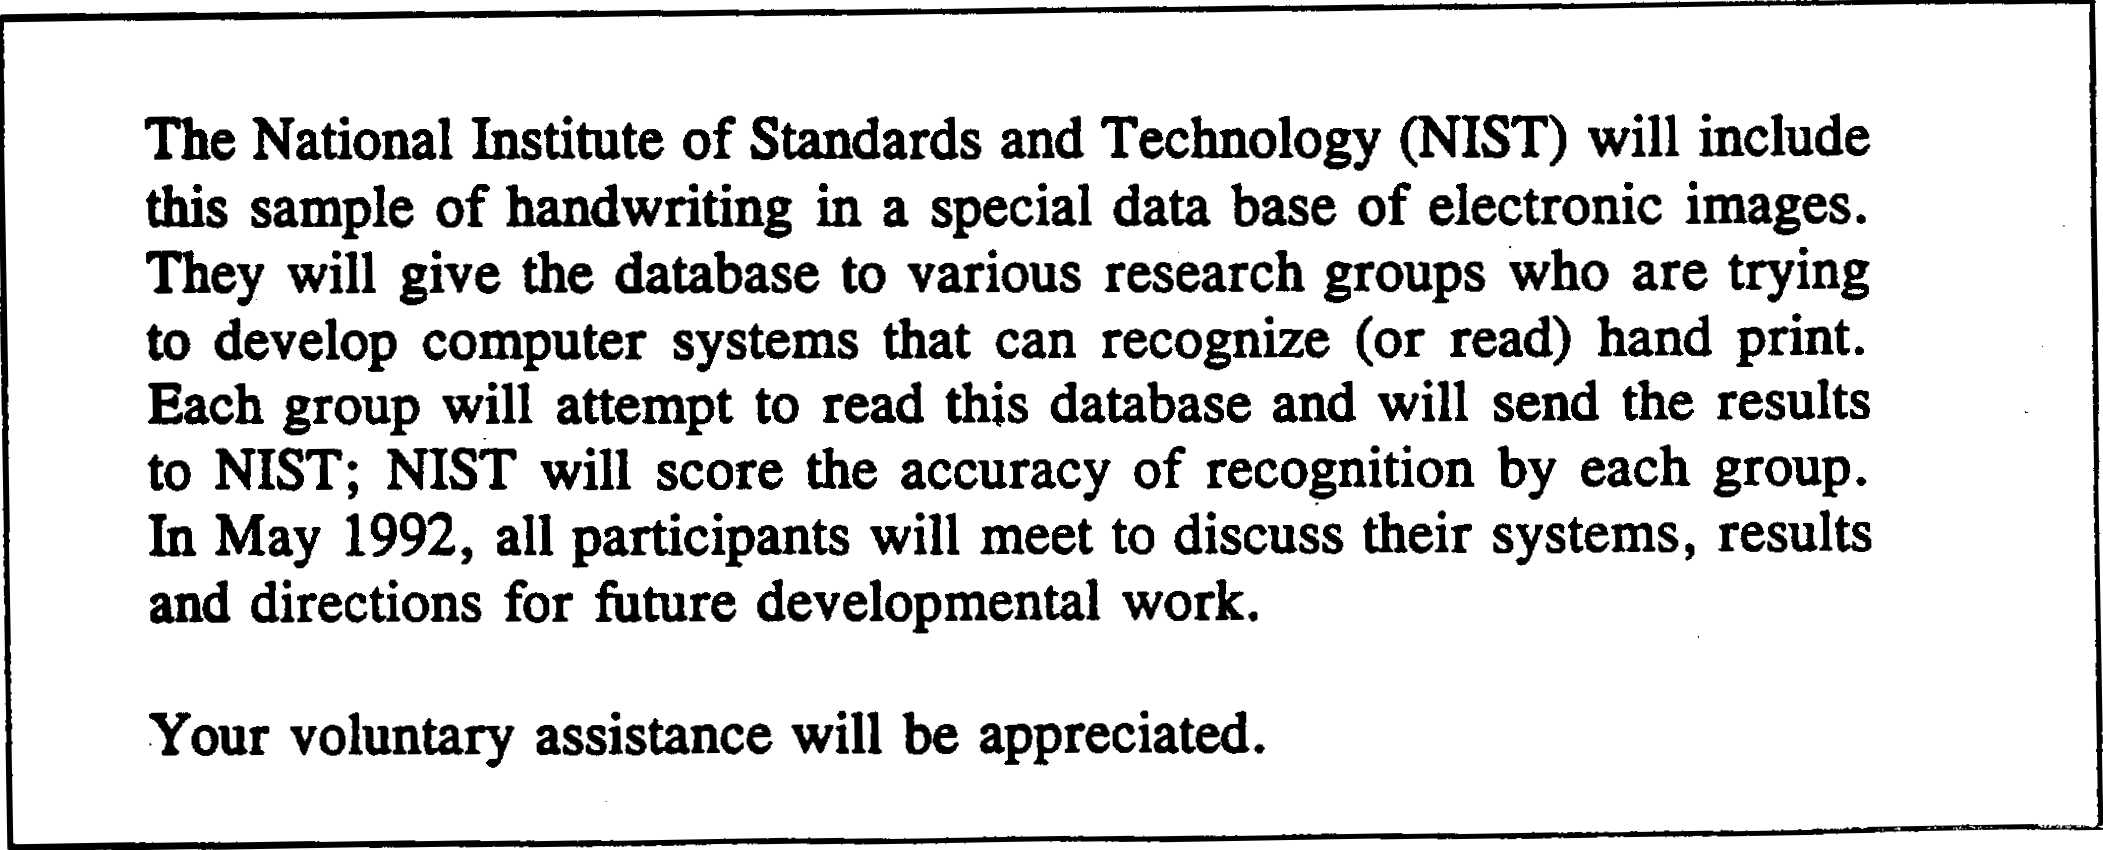 The National Institute of Standards and Technology (NIST) will include
this sample of handwriting in a special data base of electronic images.
They will give the database to various research groups who are trying
to develop computer systems that can recognize (or read) hand print.
Each group will attempt to read this database and will send the results
to NIST; NIST will score the accuracy of recognition by each group.
In May 1992, all participants will meet to discuss their systems, results
and directions for future developmental work.
Your voluntary assistance will be appreciated.